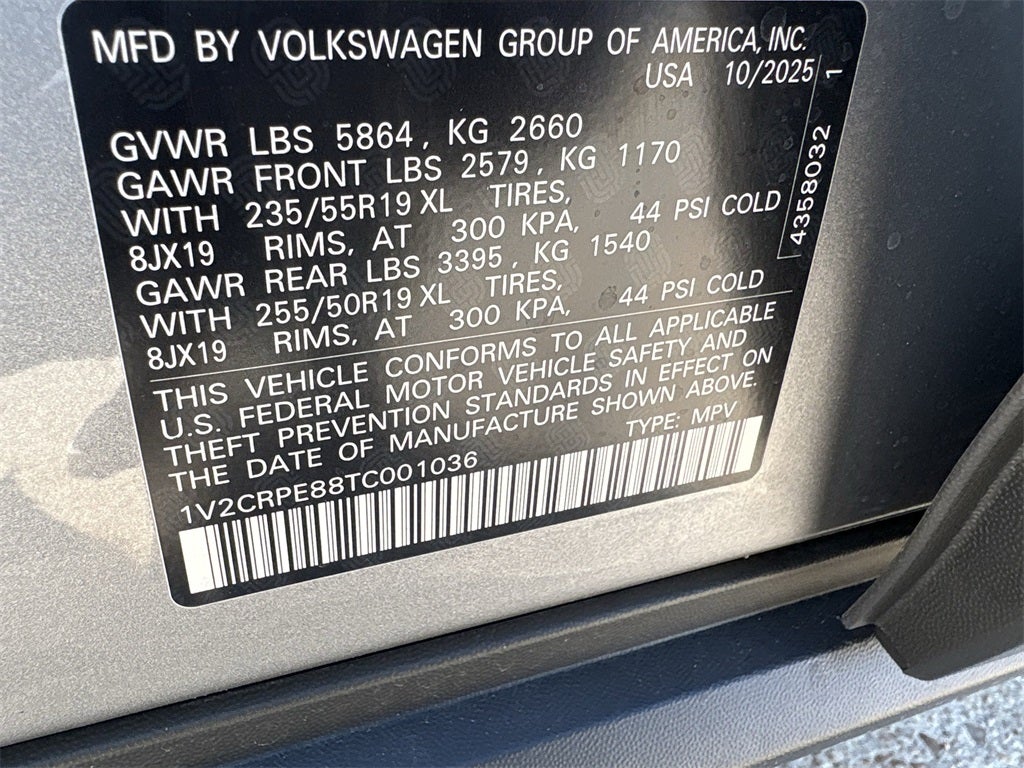 MFD BY VOLKSWAGEN GROUP OF AMERICA, INC.
USA 10/2025
GVWR LBS 5864, KG 2660
GAWR FRONT LBS 2579, KG 1170
WITH 235/55R19 XL TIRES,
8JX19 RIMS, AT 300 KPA, 44 PSI COLD
GAWR REAR LBS 3395, KG 1540
WITH 255/50R19 XL TIRES,
8JX19 RIMS, AT 300 KPA, 44 PSI COLD
THIS VEHICLE CONFORMS TO ALL APPLICABLE
U.S. FEDERAL MOTOR VEHICLE SAFETY AND
THEFT PREVENTION STANDARDS IN EFFECT ON
THE DATE OF MANUFACTURE SHOWN ABOVE.
1V2CRPE88TC001036 TYPE: MPV
4358032 1